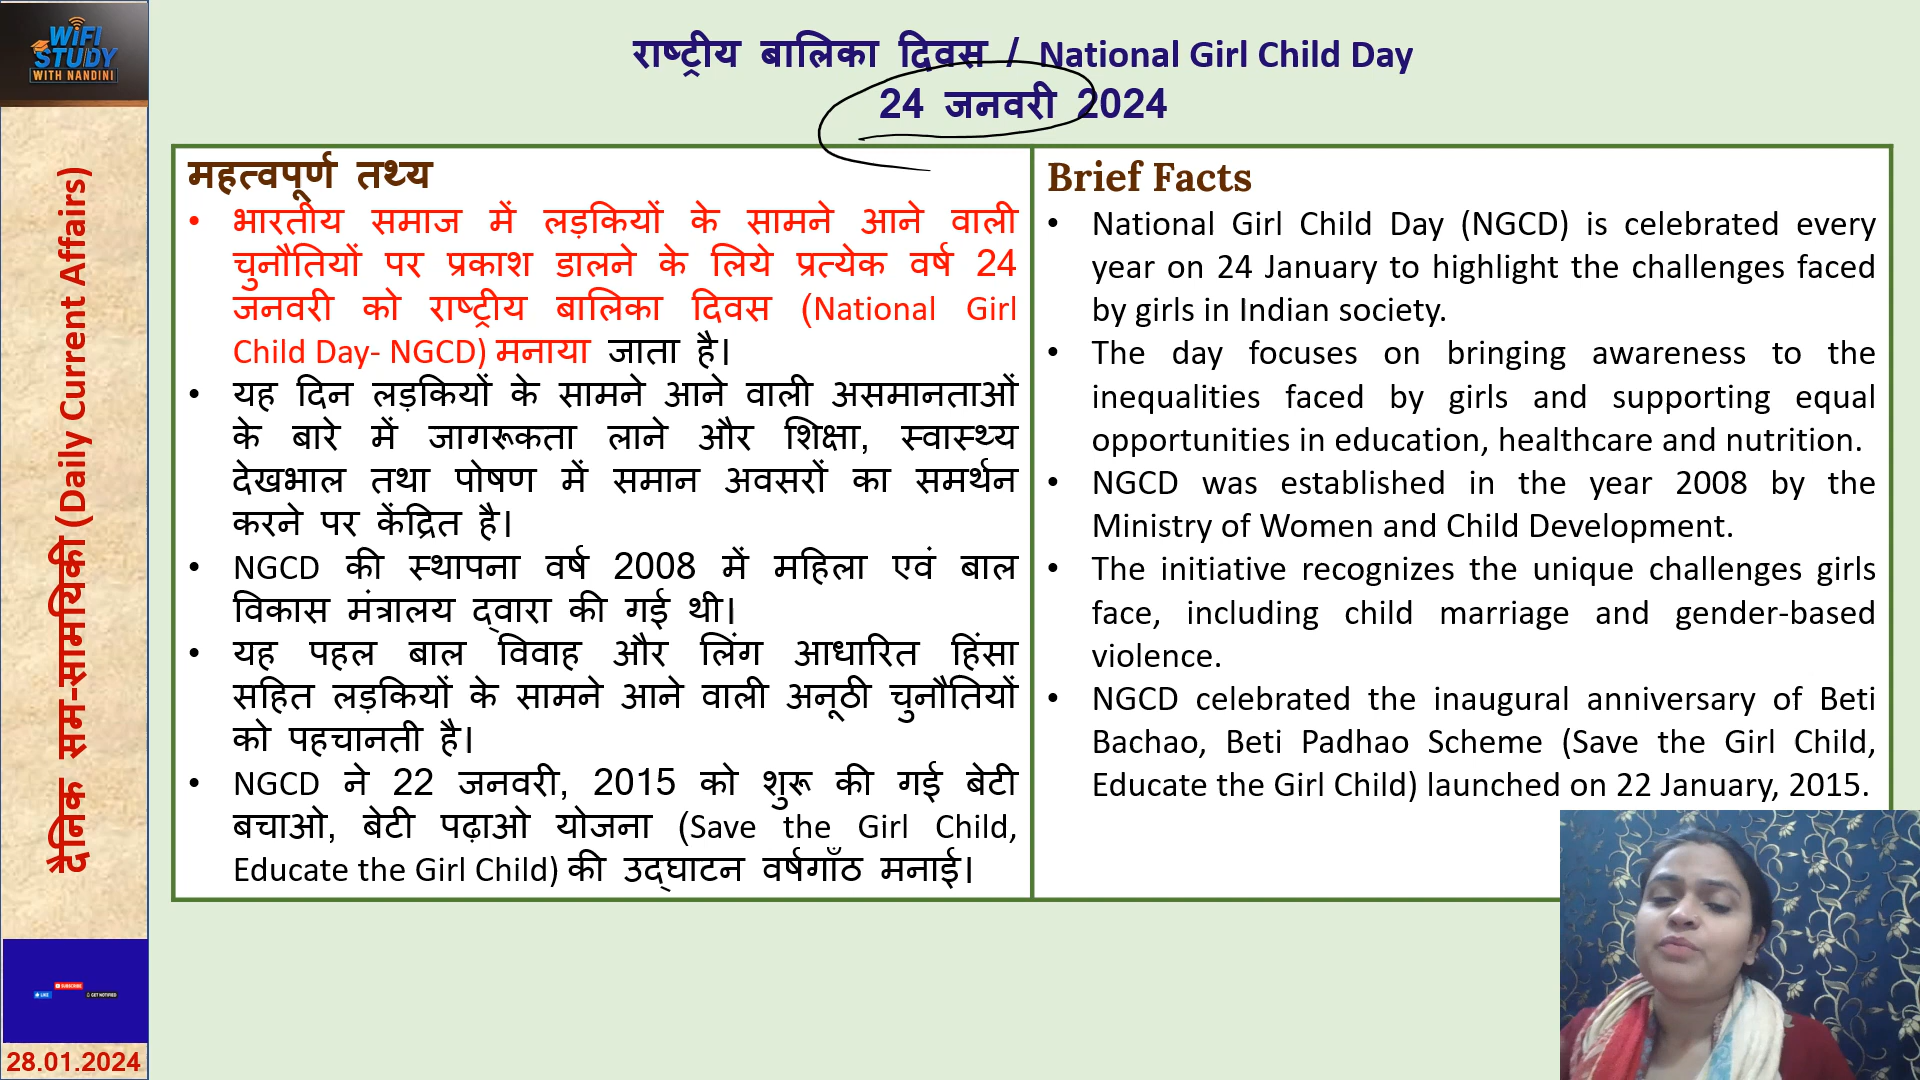 WiFi
STUDY
WITH NANDINI
दैनिक सम-सामयिकी (Daily Current Affairs)
राष्ट्रीय बालिका दिवस / National Girl Child Day
24 जनवरी 2024
महत्वपूर्ण तथ्य
• भारतीय समाज में लड़कियों के सामने आने वाली
चुनौतियों पर प्रकाश डालने के लिये प्रत्येक वर्ष 24
जनवरी को राष्ट्रीय बालिका दिवस (National Girl
Child Day- NGCD) मनाया जाता है।
• यह दिन लड़कियों के सामने आने वाली असमानताओं
के बारे में जागरूकता लाने और शिक्षा, स्वास्थ्य
देखभाल तथा पोषण में समान अवसरों का समर्थन
करने पर केंद्रित है।
• NGCD की स्थापना वर्ष 2008 में महिला एवं बाल
विकास मंत्रालय द्वारा की गई थी।
• यह पहल बाल विवाह और लिंग आधारित हिंसा
सहित लड़कियों के सामने आने वाली अनूठी चुनौतियों
को पहचानती है।
• NGCD ने 22 जनवरी, 2015 को शुरू की गई बेटी
बचाओ, बेटी पढ़ाओ योजना (Save the Girl Child,
Educate the Girl Child) की उद्घाटन वर्षगाँठ मनाई।
Brief Facts
• National Girl Child Day (NGCD) is celebrated every
year on 24 January to highlight the challenges faced
by girls in Indian society.
• The day focuses on bringing awareness to the
inequalities faced by girls and supporting equal
opportunities in education, healthcare and nutrition.
• NGCD was established in the year 2008 by the
Ministry of Women and Child Development.
• The initiative recognizes the unique challenges girls
face, including child marriage and gender-based
violence.
• NGCD celebrated the inaugural anniversary of Beti
Bachao, Beti Padhao Scheme (Save the Girl Child,
Educate the Girl Child) launched on 22 January, 2015.
SUBSCRIBE
LIKE
GET NOTIFIED
28.01.2024